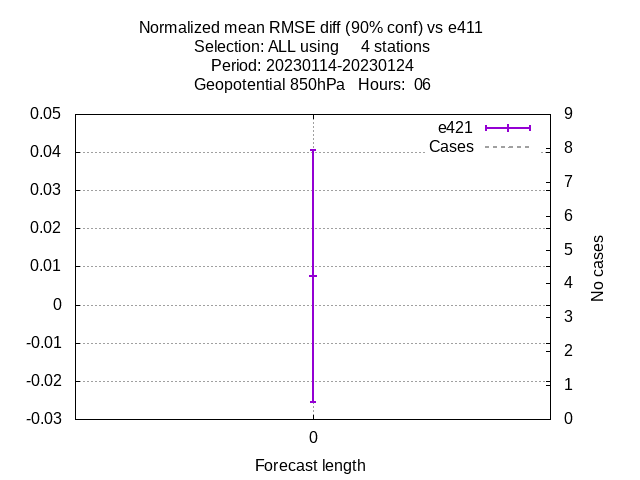 Normalized mean RMSE diff (90% conf) vs e411
Selection: ALL using     4 stations
Period: 20230114-20230124
Geopotential 850hPa   Hours:  06
0.05
0.04
0.03
0.02
0.01
0
-0.01
-0.02
-0.03
9
8
7
6
5
4
3
2
1
0
e421
Cases
No cases
0
Forecast length